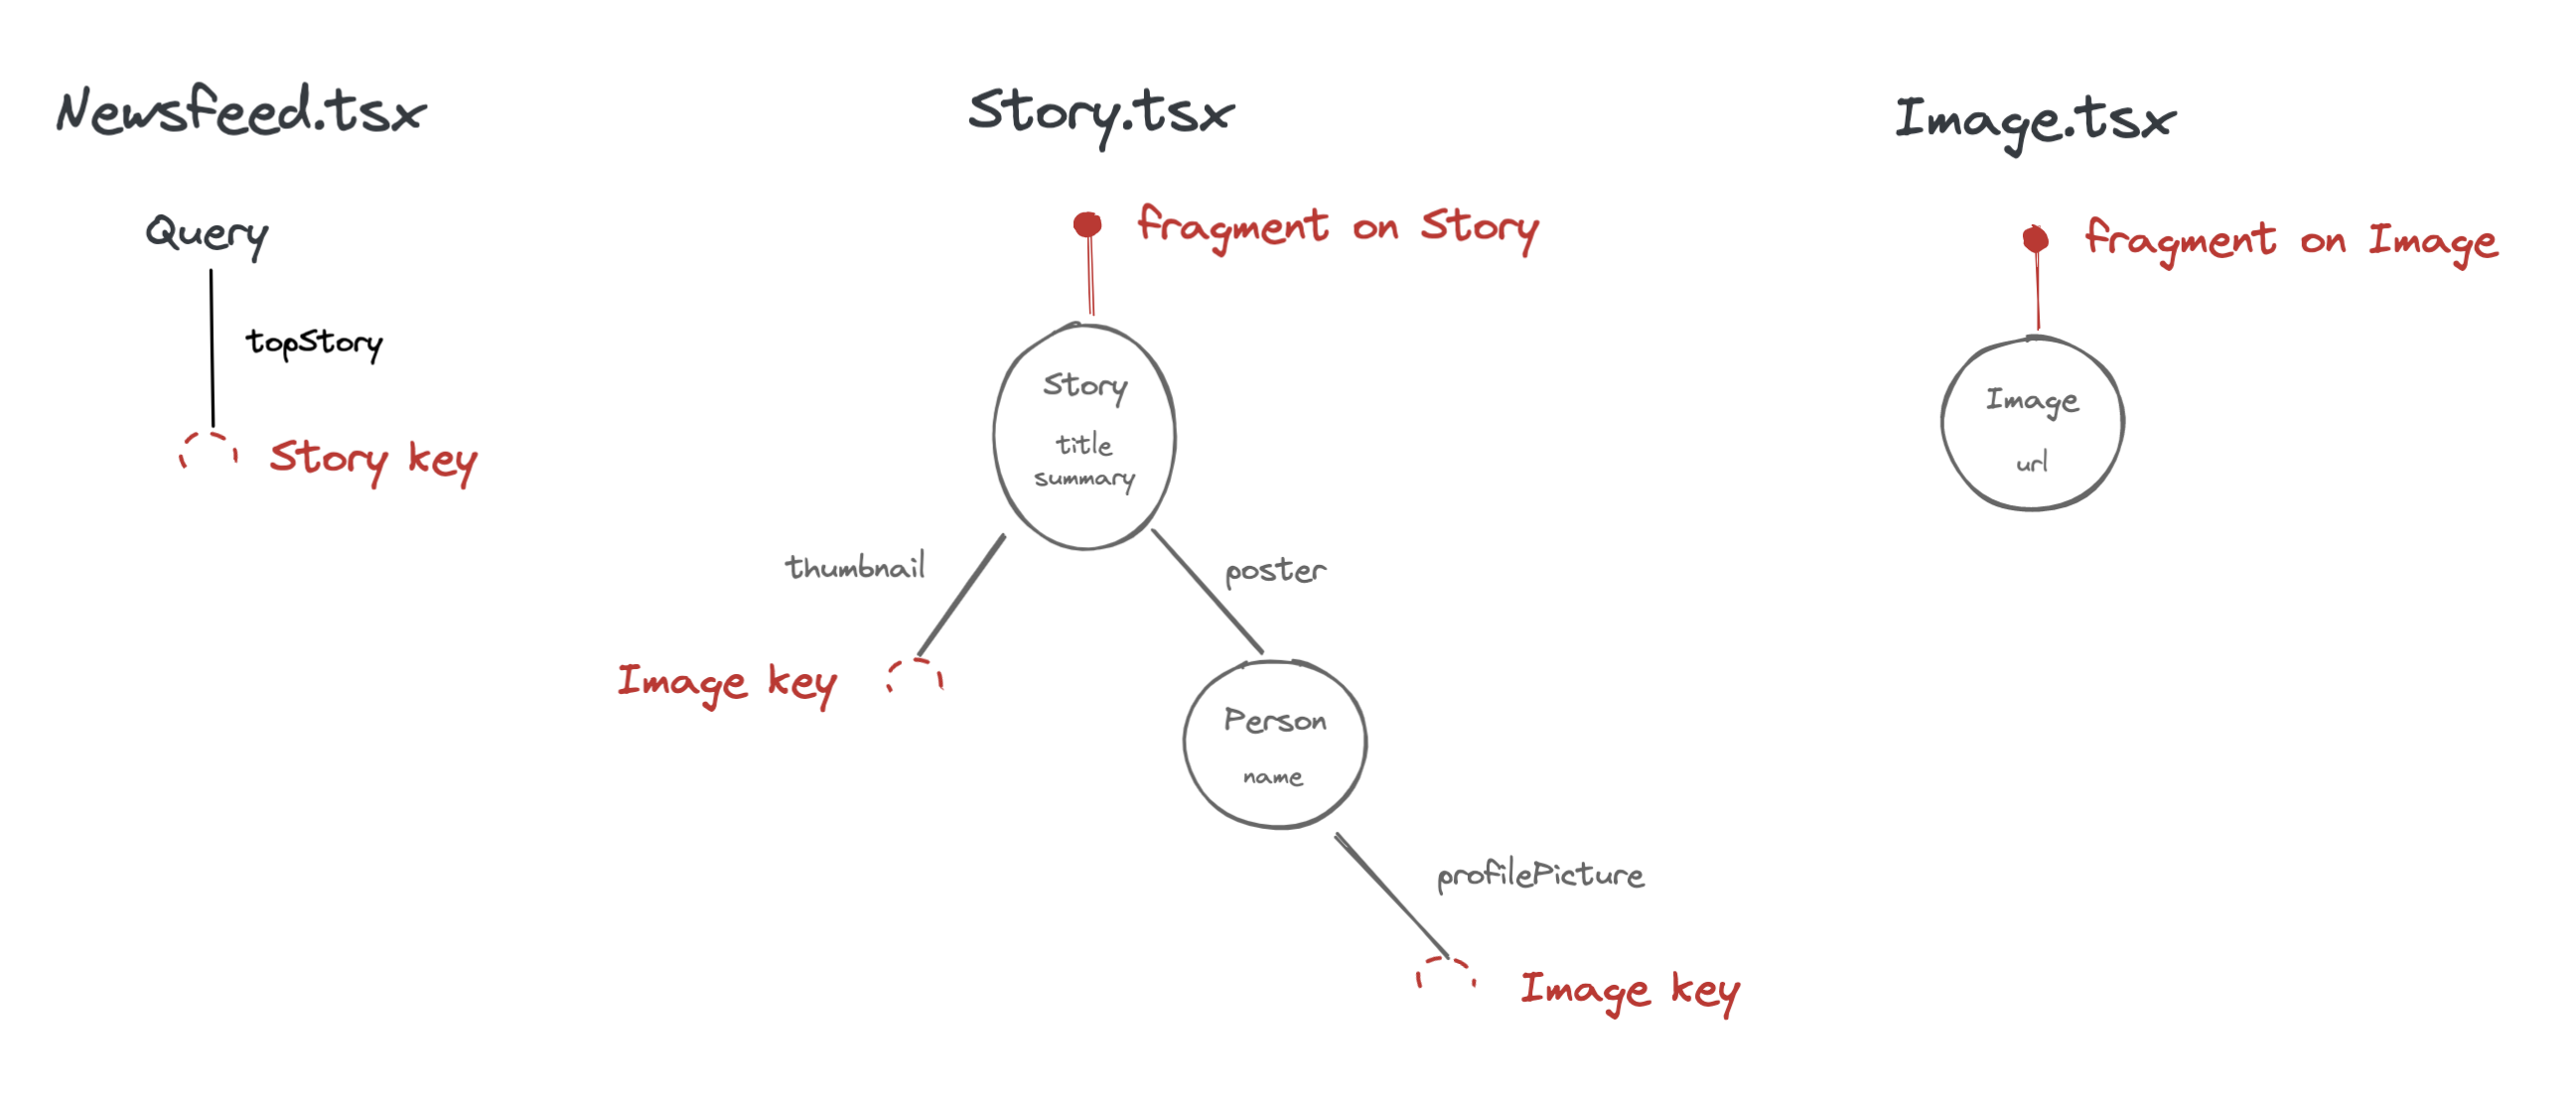 Newsfeed.tsx
Query
topStory
Story key
Story.tsx
fragment on Story
Story
title
summary
thumbnail
poster
Image key
Person
name
profilePicture
Image key
Image.tsx
fragment on Image
Image
url